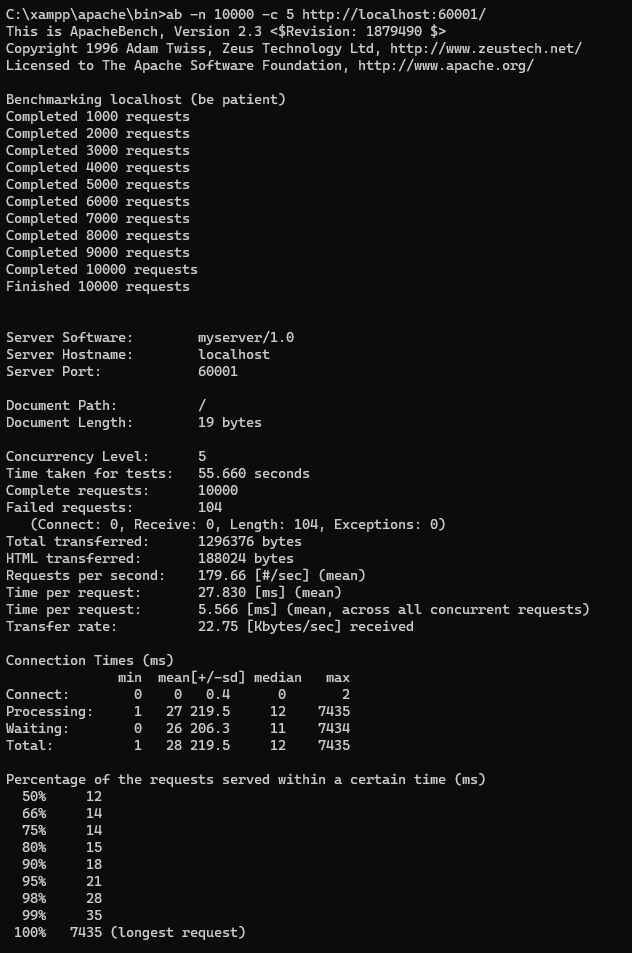 C:\xampp\apache\bin>ab -n 10000 -c 5 http://localhost:60001/
This is ApacheBench, Version 2.3 <$Revision: 1879490 $>
Copyright 1996 Adam Twiss, Zeus Technology Ltd, http://www.zeustech.net/
Licensed to The Apache Software Foundation, http://www.apache.org/

Benchmarking localhost (be patient)
Completed 1000 requests
Completed 2000 requests
Completed 3000 requests
Completed 4000 requests
Completed 5000 requests
Completed 6000 requests
Completed 7000 requests
Completed 8000 requests
Completed 9000 requests
Completed 10000 requests
Finished 10000 requests


Server Software:        myserver/1.0
Server Hostname:        localhost
Server Port:            60001

Document Path:          /
Document Length:        19 bytes

Concurrency Level:      5
Time taken for tests:   55.660 seconds
Complete requests:      10000
Failed requests:        104
   (Connect: 0, Receive: 0, Length: 104, Exceptions: 0)
Total transferred:      1296376 bytes
HTML transferred:       188024 bytes
Requests per second:    179.66 [#/sec] (mean)
Time per request:       27.830 [ms] (mean)
Time per request:       5.566 [ms] (mean, across all concurrent requests)
Transfer rate:          22.75 [Kbytes/sec] received

Connection Times (ms)
              min  mean[+/-sd] median   max
Connect:        0    0   0.4      0       2
Processing:     1   27 219.5     12    7435
Waiting:        0   26 206.3     11    7434
Total:          1   28 219.5     12    7435

Percentage of the requests served within a certain time (ms)
  50%     12
  66%     14
  75%     14
  80%     15
  90%     18
  95%     21
  98%     28
  99%     35
 100%   7435 (longest request)